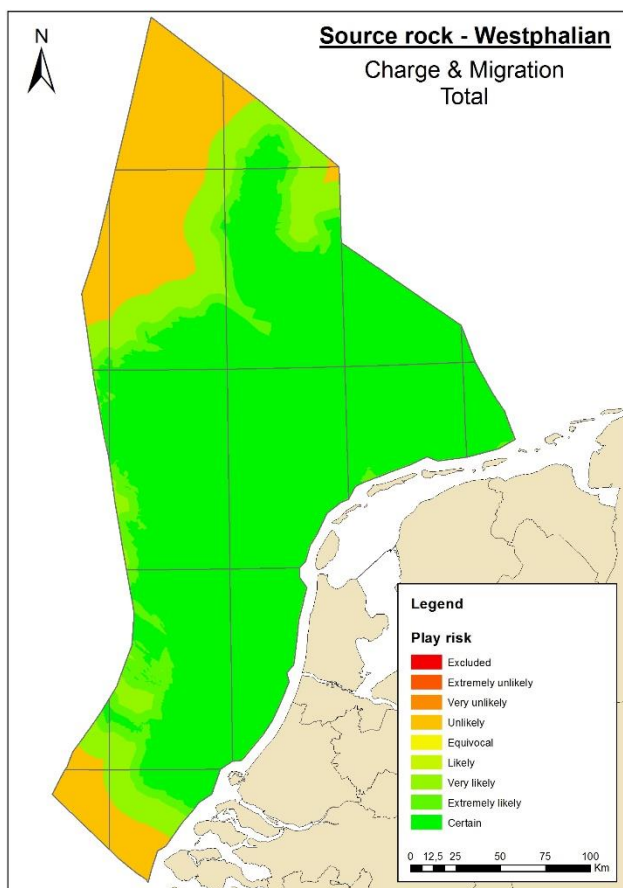 N
Source rock - Westphalian
Charge & Migration
Total
Legend
Play risk
Excluded
Extremely unlikely
Very unlikely
Unlikely
Equivocal
Likely
Very likely
Extremely likely
Certain
0 12,5 25 50 75 100
Km